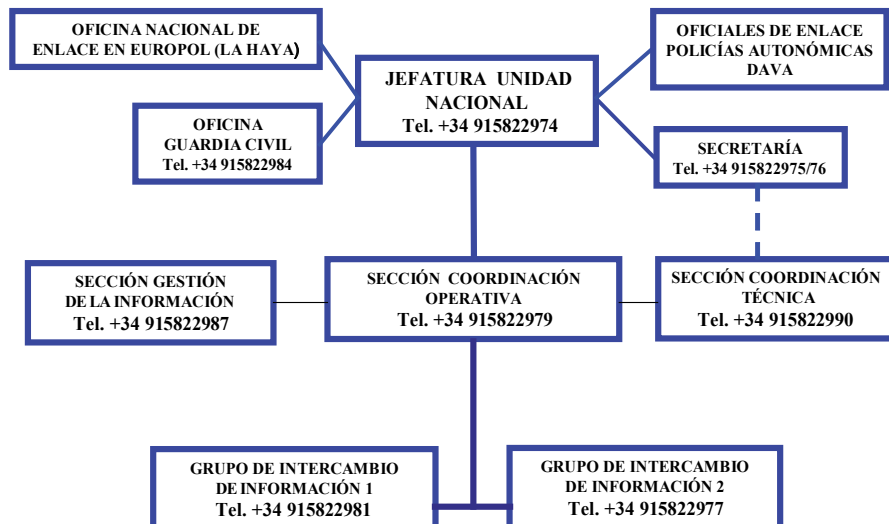 OFICINA NACIONAL DE
ENLACE EN EUROPOL (LA HAYA)
OFICIALES DE ENLACE
POLICÍAS AUTONÓMICAS
DAVA
JEFATURA UNIDAD
NACIONAL
Tel. +34 915822974
OFICINA
GUARDIA CIVIL
Tel. +34 915822984
SECRETARÍA
Tel. +34 915822975/76
SECCIÓN GESTIÓN
DE LA INFORMACIÓN
Tel. +34 915822987
SECCIÓN COORDINACIÓN
OPERATIVA
Tel. +34 915822979
SECCIÓN COORDINACIÓN
TÉCNICA
Tel. +34 915822990
GRUPO DE INTERCAMBIO
DE INFORMACIÓN 1
Tel. +34 915822981
GRUPO DE INTERCAMBIO
DE INFORMACIÓN 2
Tel. +34 915822977